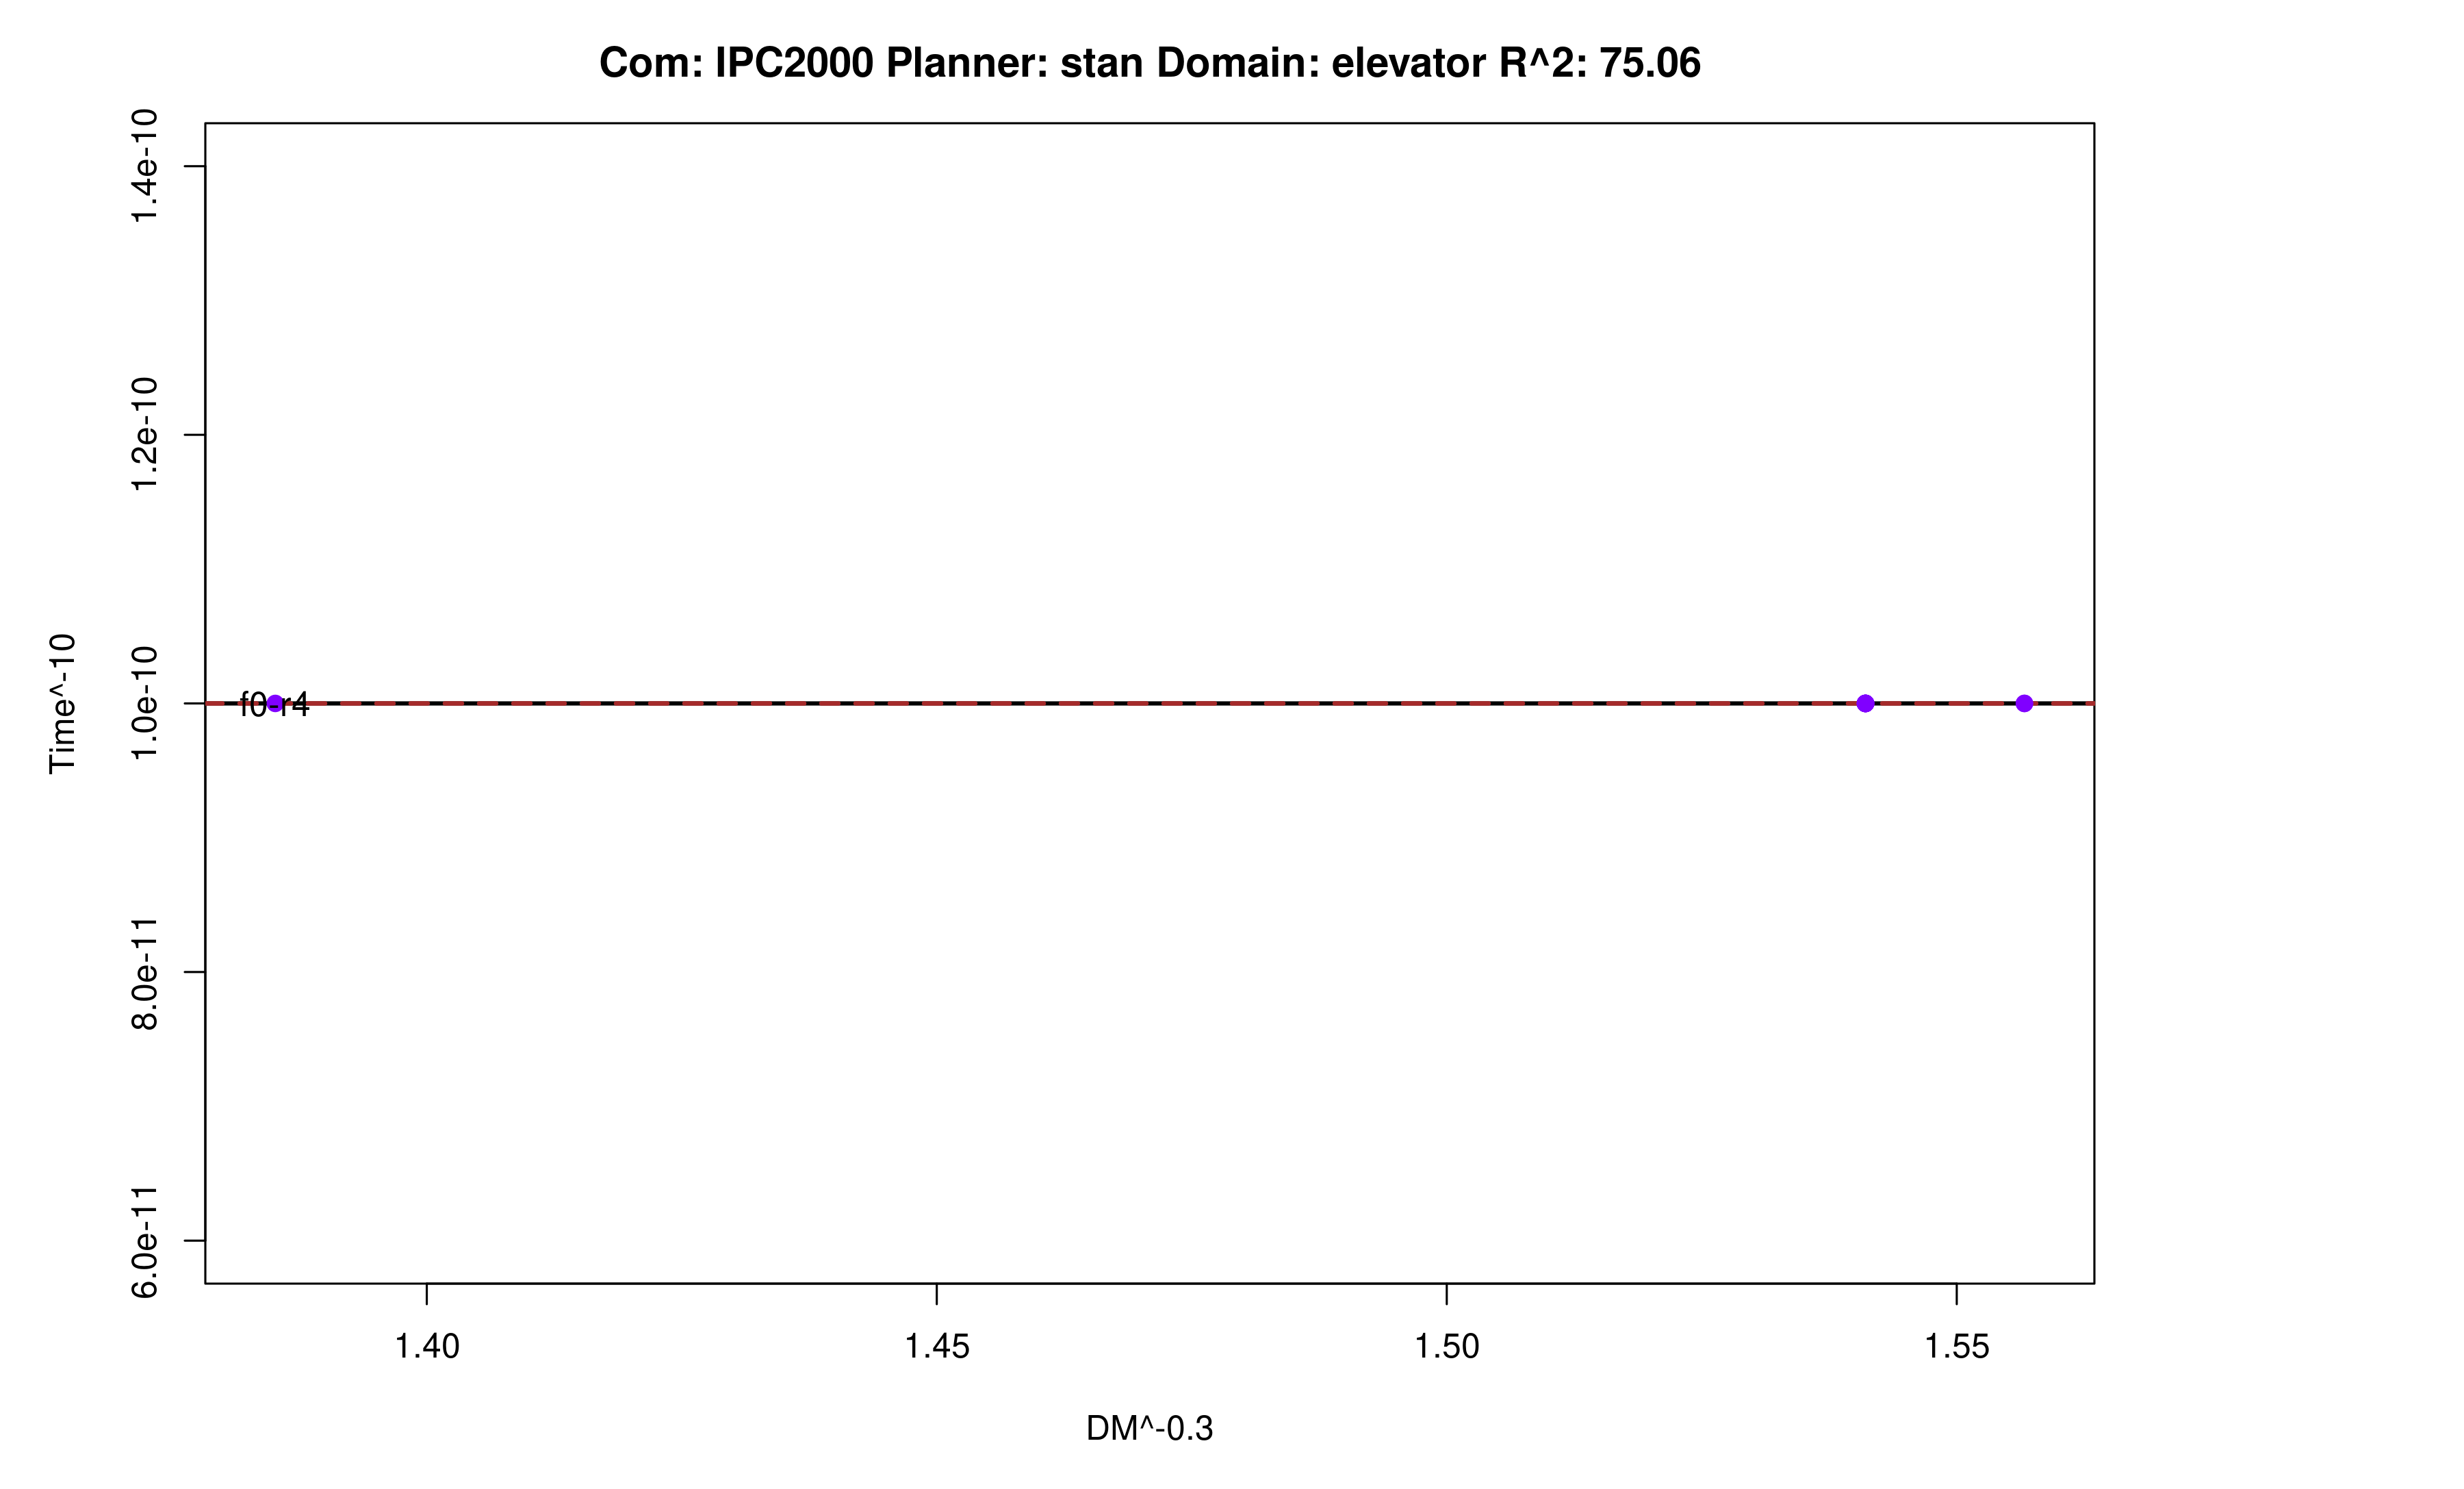 Com: IPC2000 Planner: stan Domain: elevator R^2: 75.06
1.4e-10
1.2e-10
1.0e-10
8.0e-11
6.0e-11
Time^-10
f0-r4
1.40
1.45
1.50
1.55
DM^-0.3